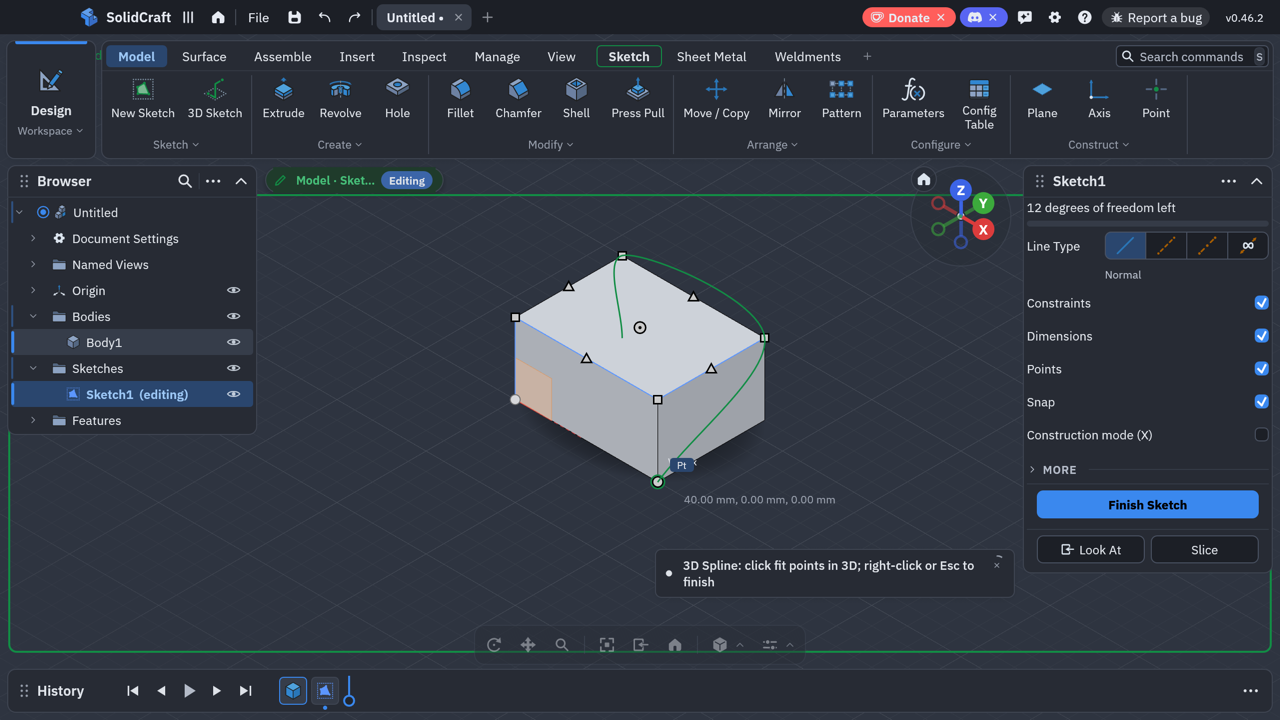 SolidCraft
File
Untitled •
Donate
Report a bug
v0.46.2
Design
Workspace
Model
Surface
Assemble
Insert
Inspect
Manage
View
Sketch
Sheet Metal
Weldments
Search commands
S
New Sketch
3D Sketch
Extrude
Revolve
Hole
Fillet
Chamfer
Shell
Press Pull
Move / Copy
Mirror
Pattern
Parameters
Config
Table
Plane
Axis
Point
Sketch
Create
Modify
Arrange
Configure
Construct
Browser
Untitled
Document Settings
Named Views
Origin
Bodies
Body1
Sketches
Sketch1 (editing)
Features
Model · Sket...
Editing
Z
Y
X
Pt
40.00 mm, 0.00 mm, 0.00 mm
3D Spline: click fit points in 3D; right-click or Esc to
finish
Sketch1
12 degrees of freedom left
Line Type
Normal
Constraints
Dimensions
Points
Snap
Construction mode (X)
MORE
Finish Sketch
Look At
Slice
History